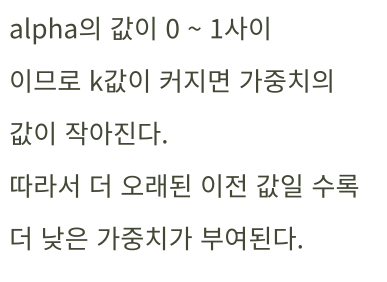 alpha의 값이 0 ~ 1사이
이므로 k값이 커지면 가중치의
값이 작아진다.
따라서 더 오래된 이전 값일 수록
더 낮은 가중치가 부여된다.